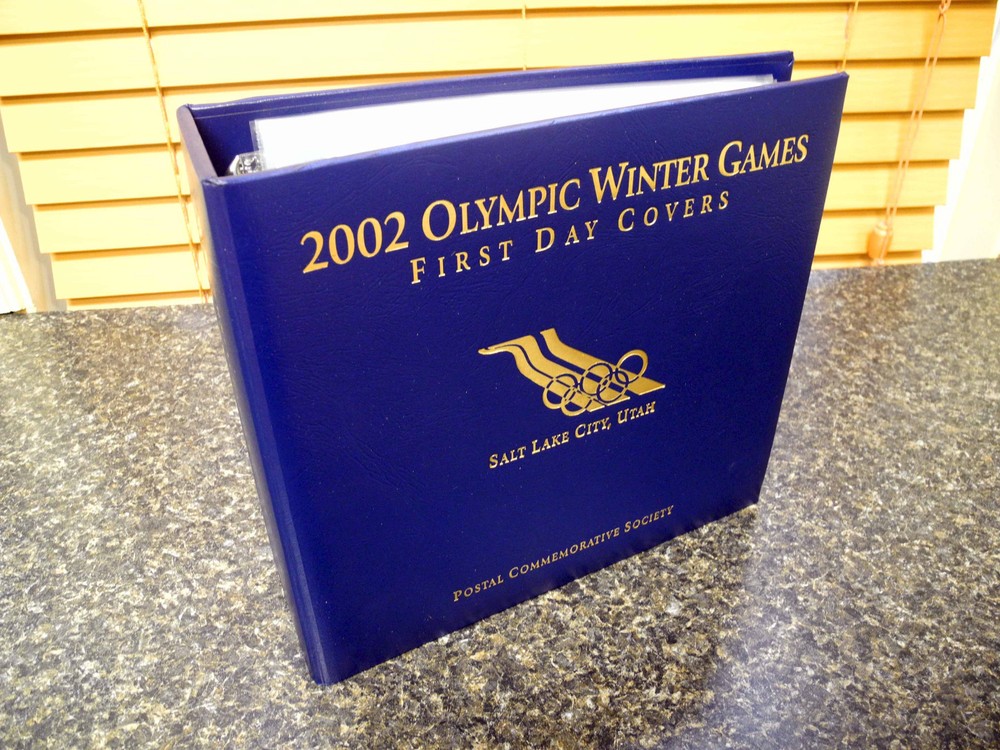 2002 Olympic Winter Games
First Day Covers
Salt Lake City, Utah
Postal Commemorative Society